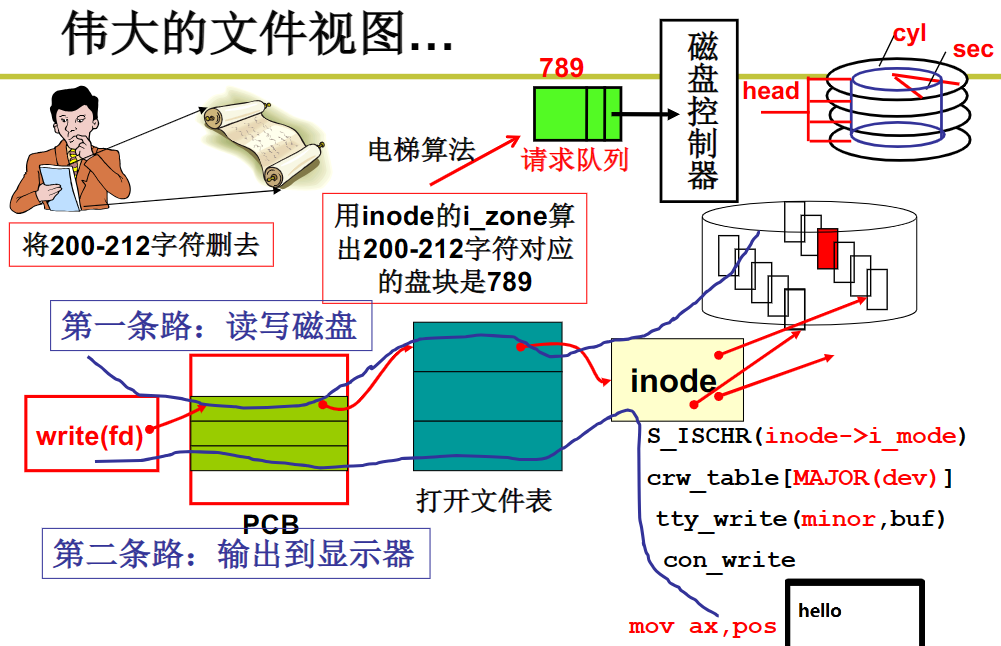 伟大的文件视图…
789
磁盘控制器
cyl
sec
head
电梯算法
请求队列
将200-212字符删去
用inode的i_zone算
出200-212字符对应
的盘块是789
第一条路：读写磁盘
write(fd)
inode
PCB
打开文件表
S_ISCHR(inode->i_mode)
crw_table[MAJOR(dev)]
tty_write(minor,buf)
con_write
第二条路：输出到显示器
mov ax,pos
hello